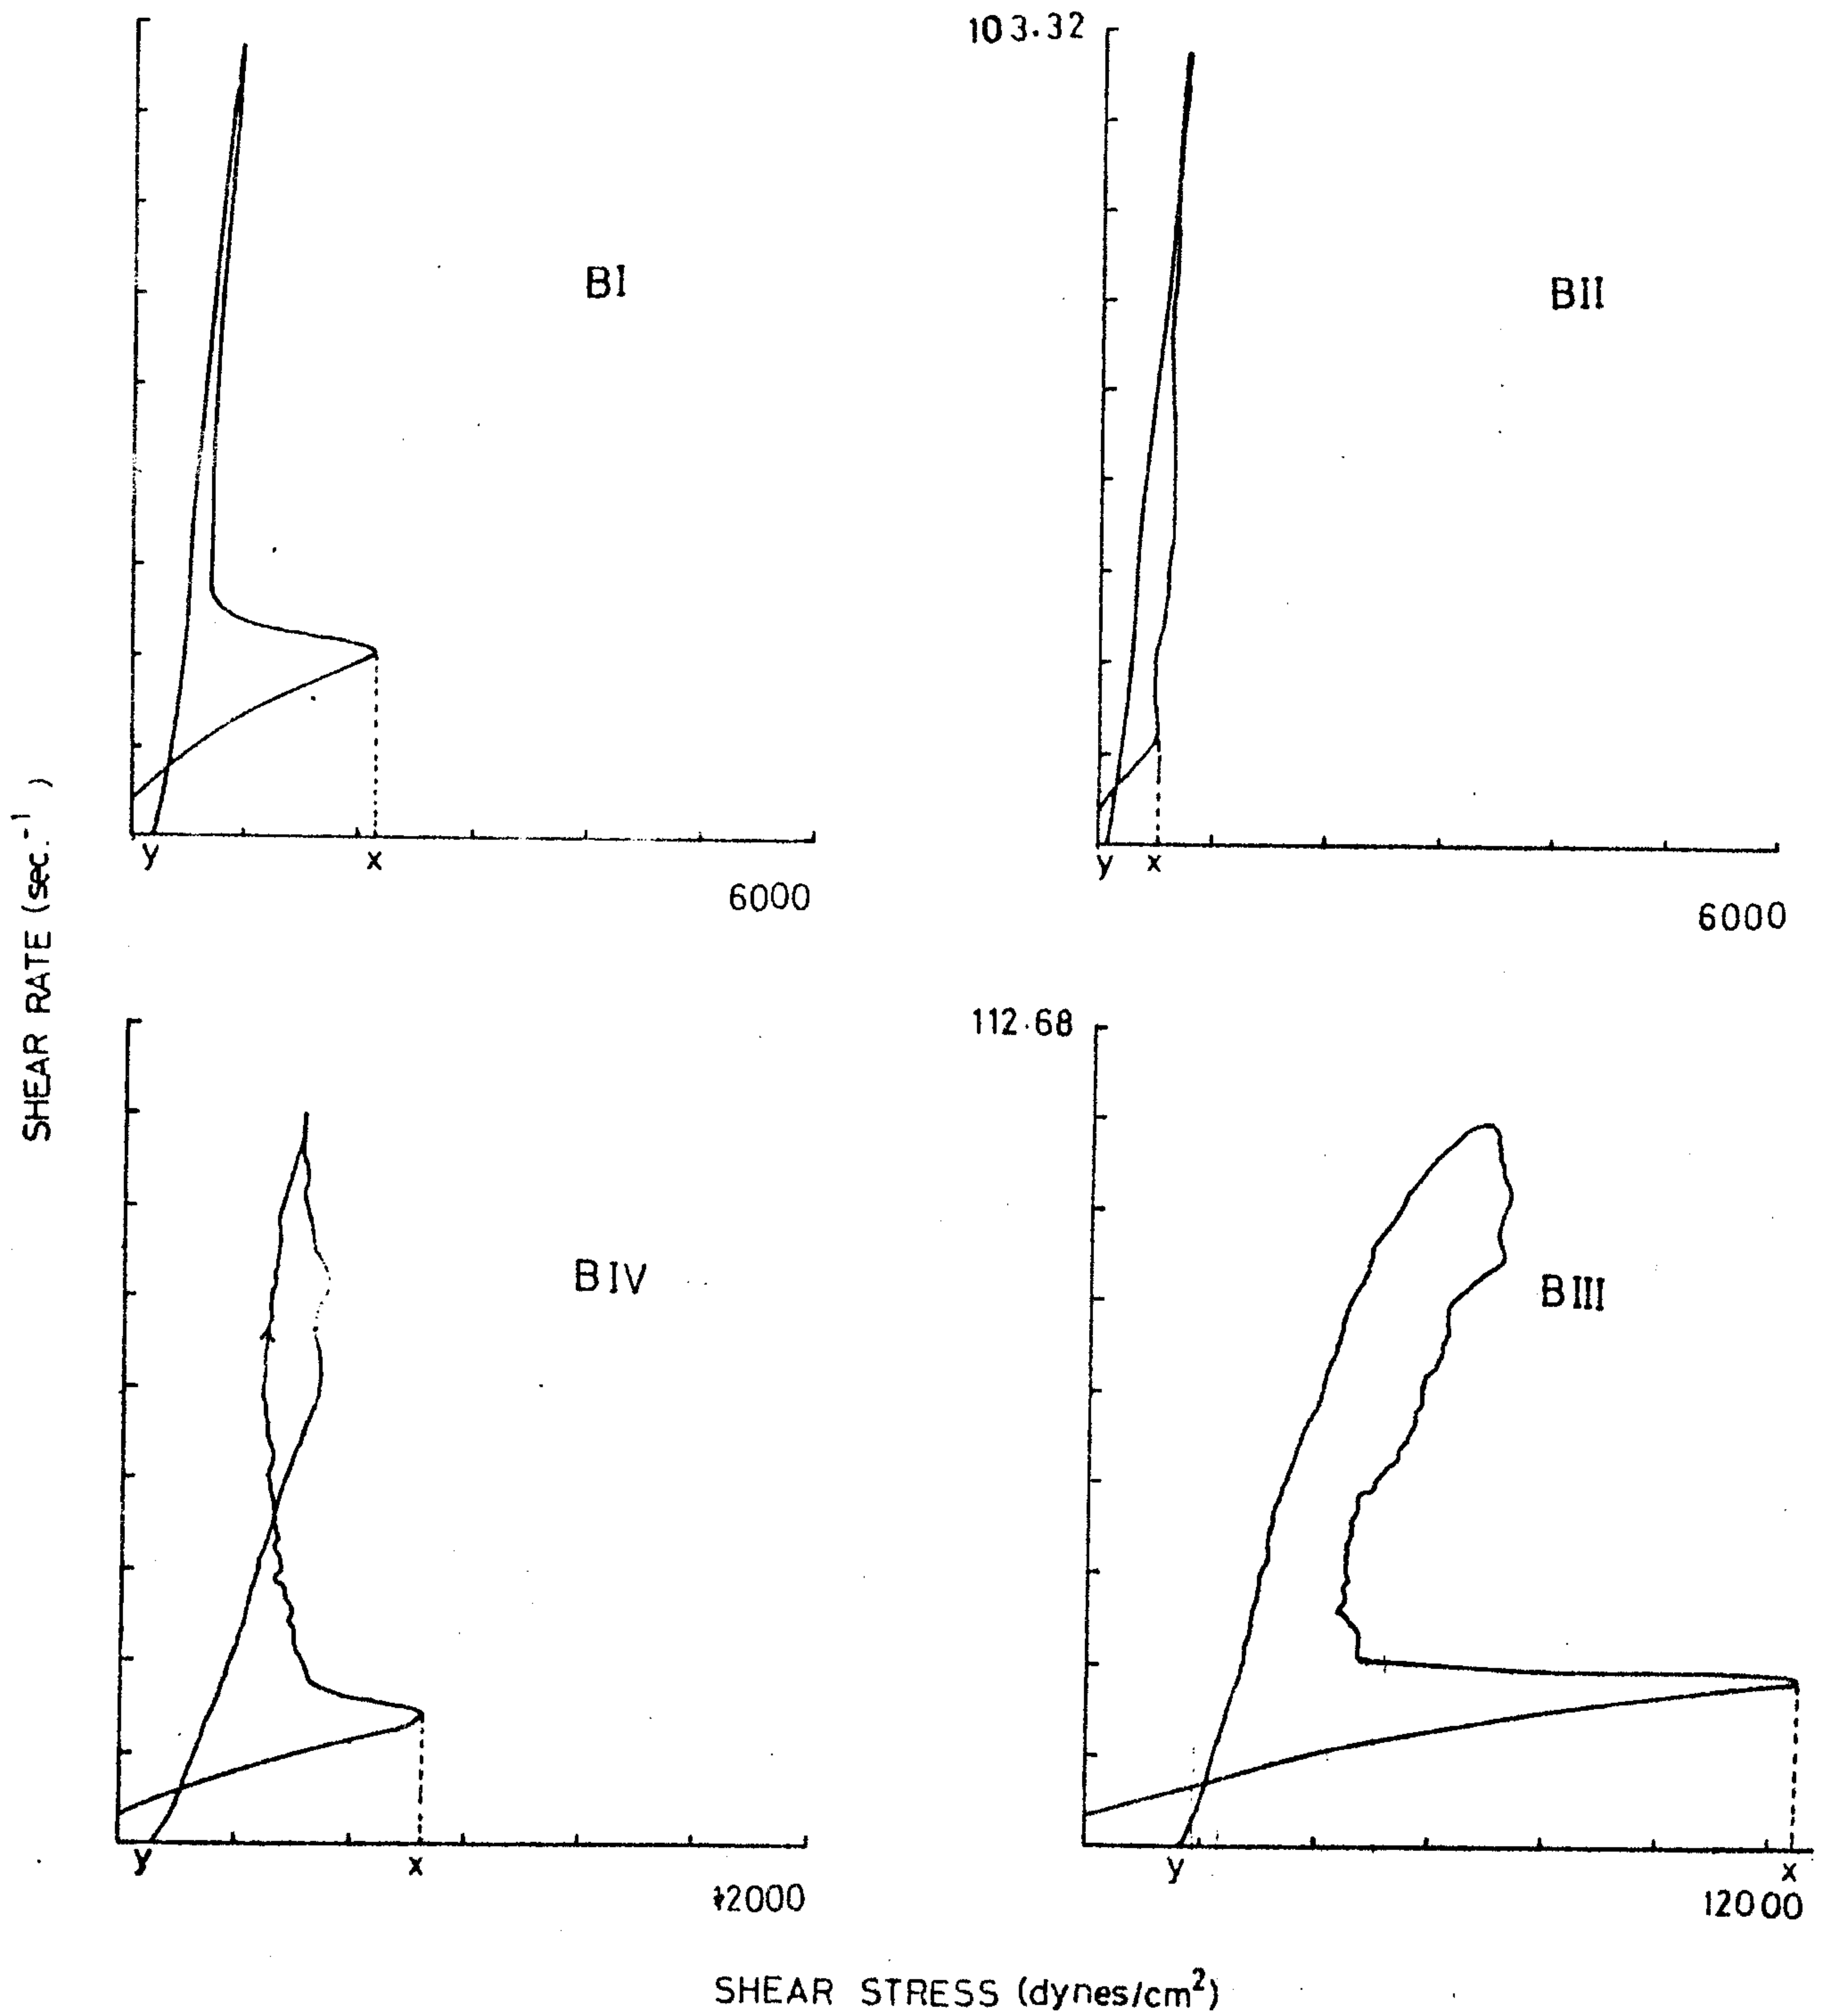 103.32
BI
BII
y
x
6000
y
x
6000
SHEAR RATE (sec.⁻¹)
112.68
BIV
BIII
y
x
12000
y
x
12000
SHEAR STRESS (dynes/cm²)